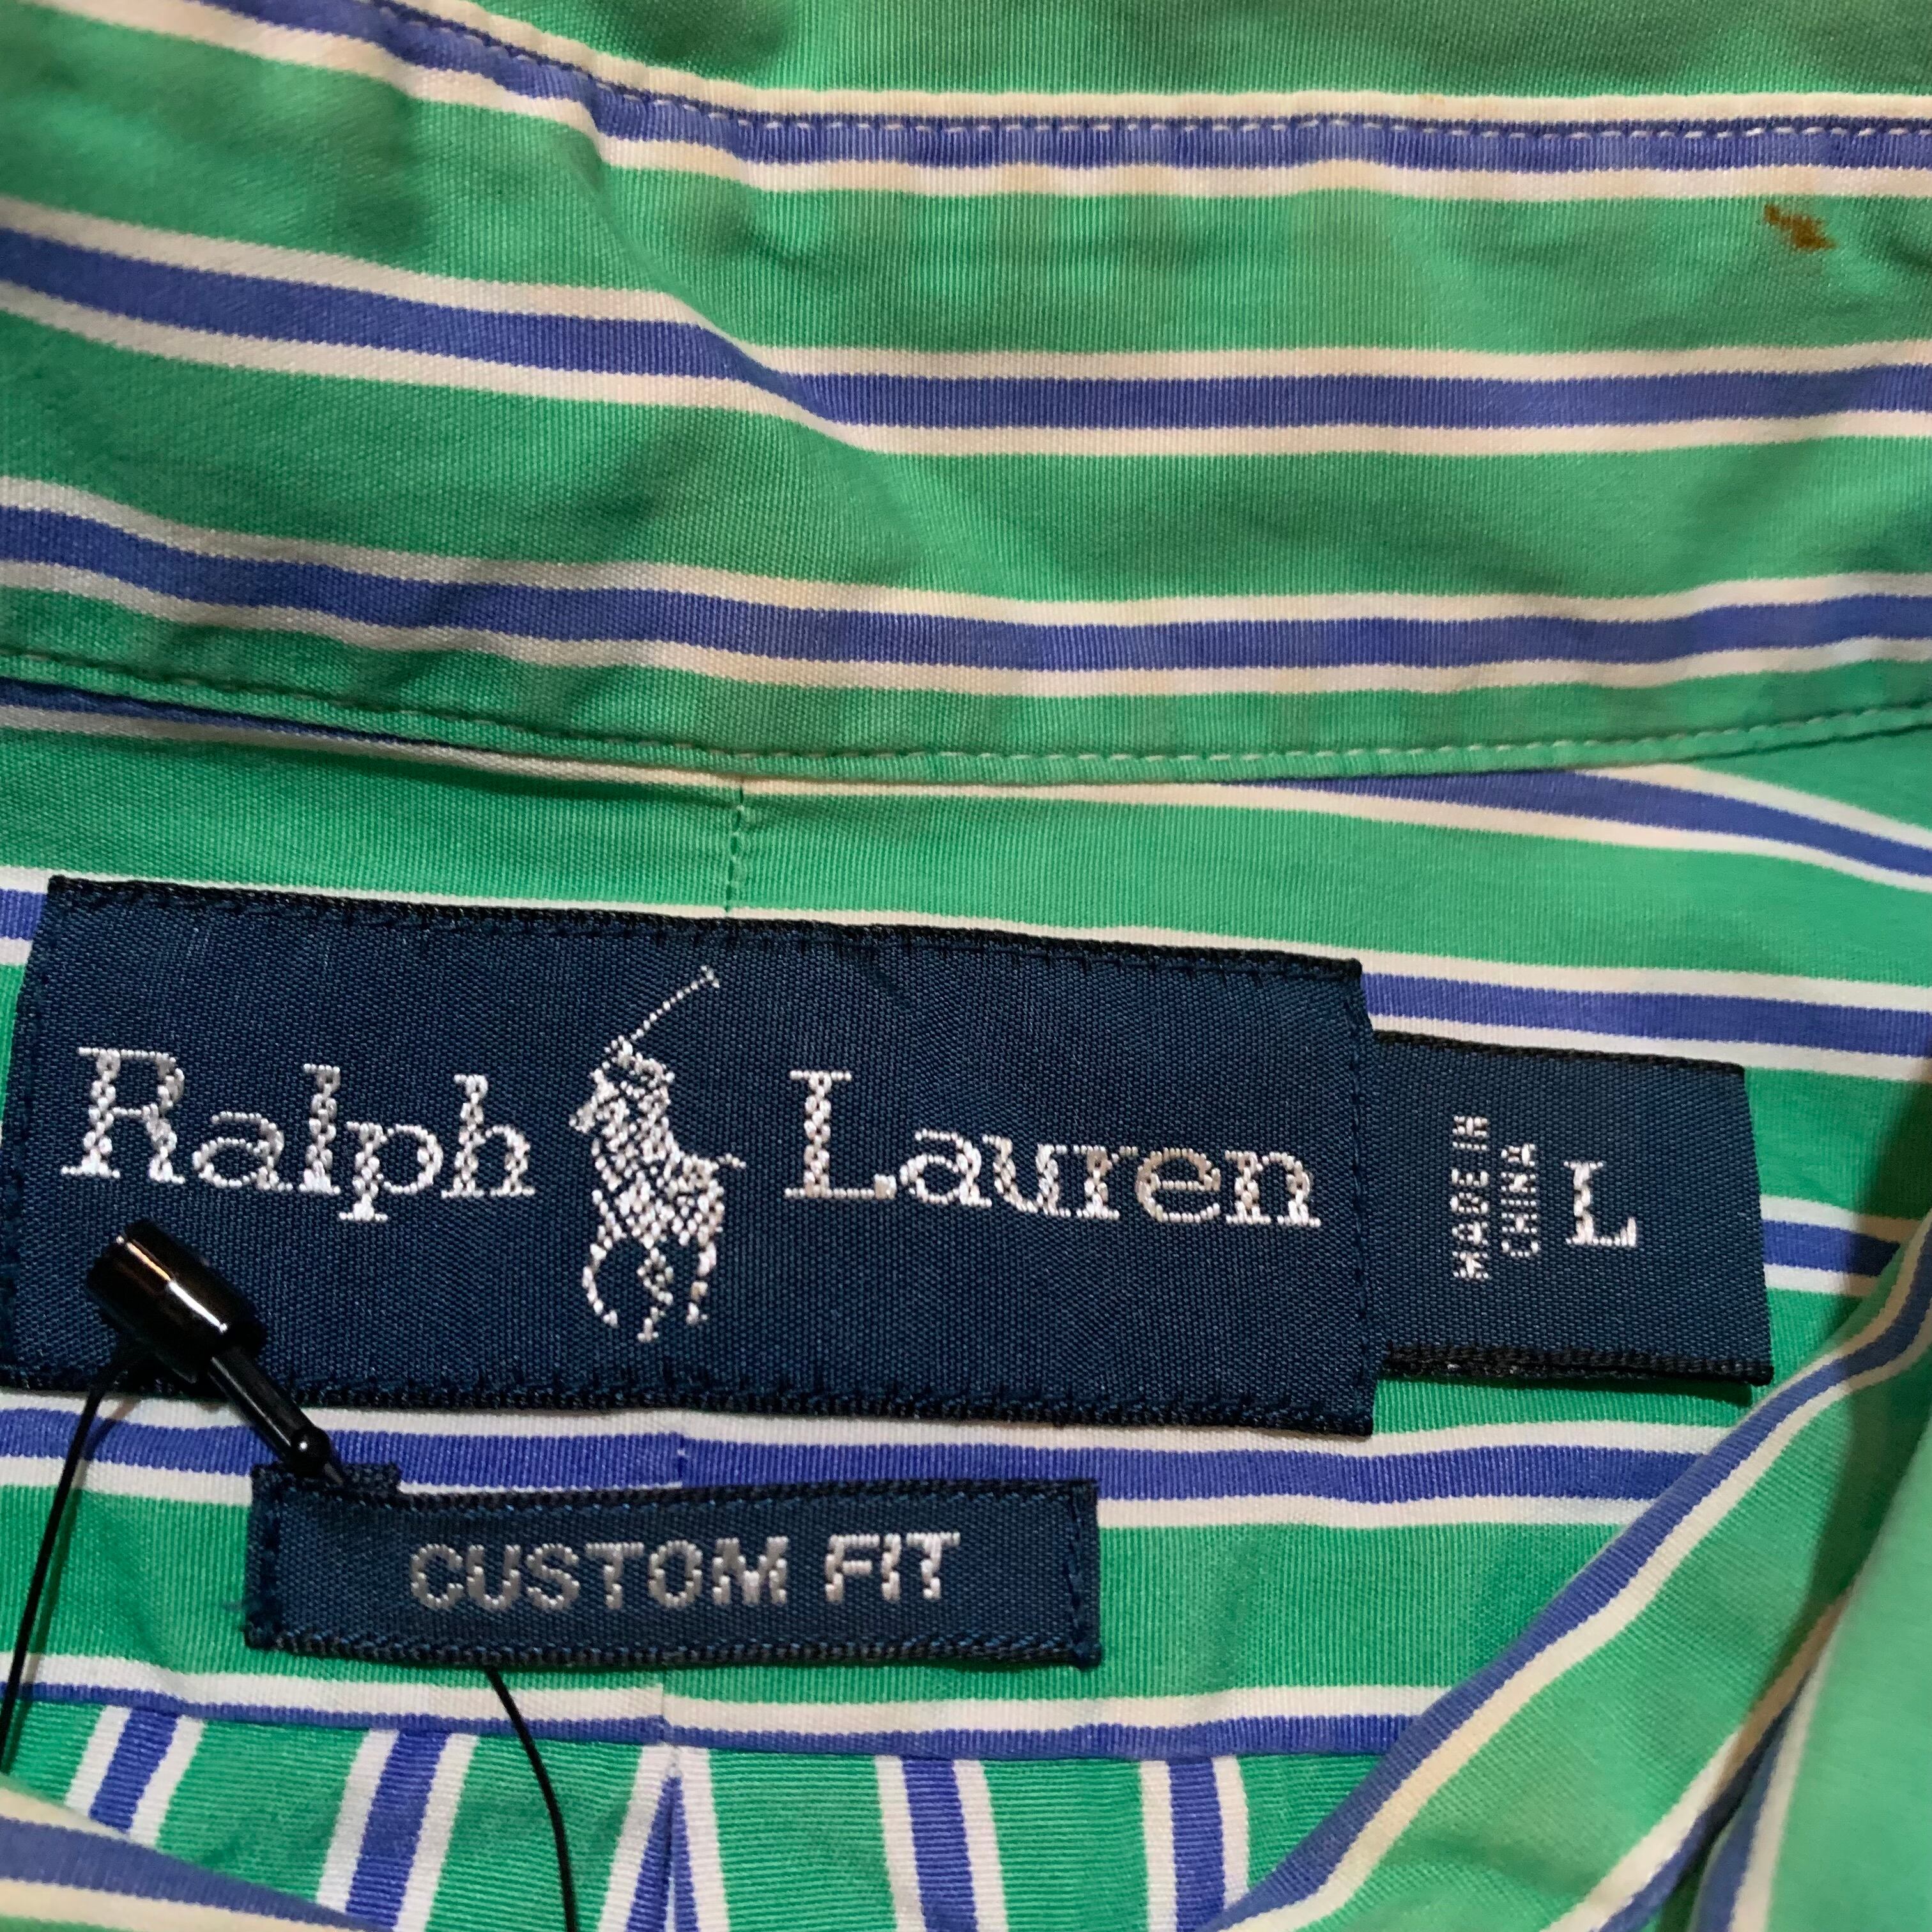 Ralph Lauren
MADE IN
CHINA
L
CUSTOM FIT